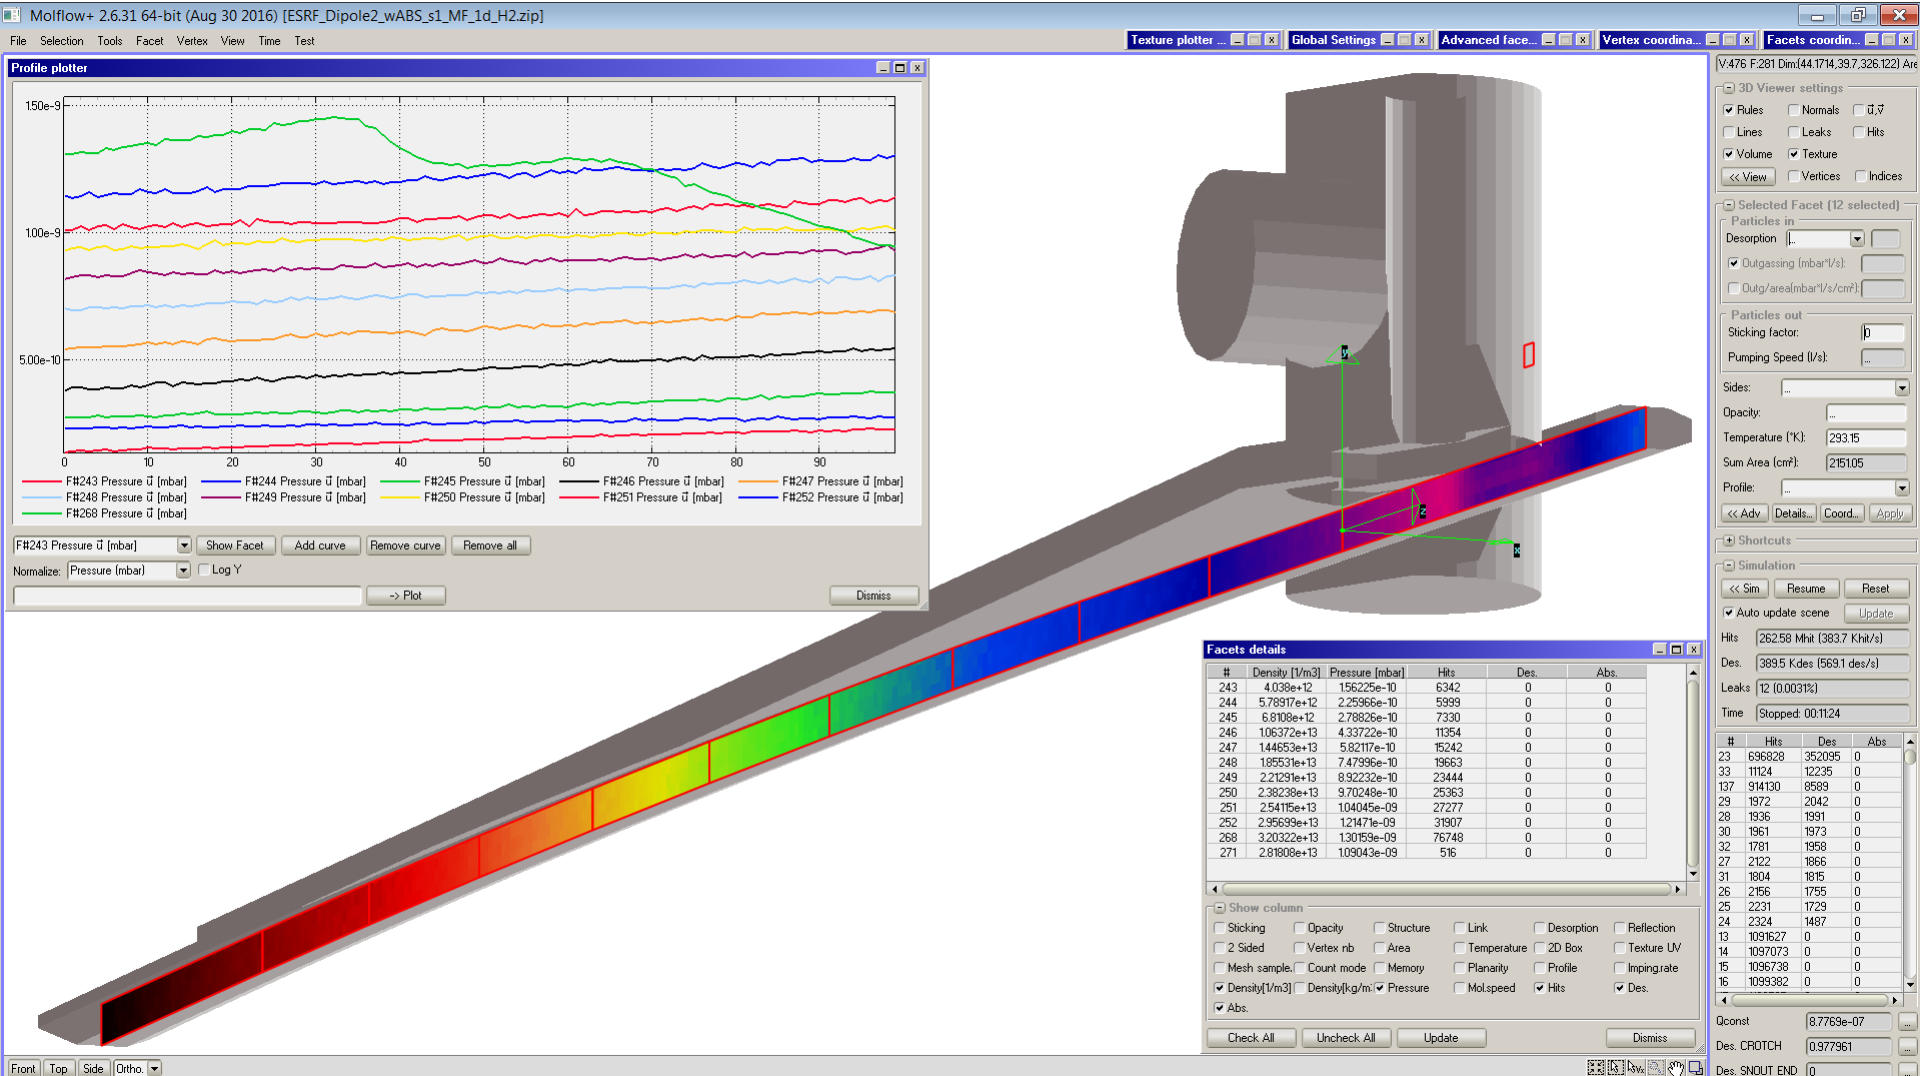 Molflow+ 2.6.31 64-bit (Aug 30 2016) [ESRF_Dipole2_wABS_s1_MF_1d_H2.zip]
File Selection Tools Facet Vertex View Time Test
Texture plotter ... Global Settings Advanced face... Vertex coordina... Facets coordin...
Profile plotter
1.50e-9
1.00e-9
5.00e-10
0 10 20 30 40 50 60 70 80 90
F#243 Pressure ū [mbar] F#244 Pressure ū [mbar] F#245 Pressure ū [mbar] F#246 Pressure ū [mbar] F#247 Pressure ū [mbar]
F#248 Pressure ū [mbar] F#249 Pressure ū [mbar] F#250 Pressure ū [mbar] F#251 Pressure ū [mbar] F#252 Pressure ū [mbar]
F#268 Pressure ū [mbar]
F#243 Pressure ū [mbar] Show Facet Add curve Remove curve Remove all
Normalize: Pressure (mbar) Log Y
-> Plot Dismiss
y
z
x
V:476 F:281 Dim:(44.1714,39.7,326.122) Are
3D Viewer settings
Rules Normals ū,v̄
Lines Leaks Hits
Volume Texture
<< View Vertices Indices
Selected Facet (12 selected)
Particles in
Desorption ...
Outgassing (mbar*l/s):
Outg/area(mbar*l/s/cm²):
Particles out
Sticking factor: 0
Pumping Speed (l/s): ...
Sides: ...
Opacity: ...
Temperature (°K): 293.15
Sum Area (cm²): 2151.05
Profile: ...
<< Adv Details... Coord... Apply
Shortcuts
Simulation
<< Sim Resume Reset
Auto update scene Update
Hits 262.58 Mhit (383.7 Khit/s)
Des. 389.5 Kdes (569.1 des/s)
Leaks 12 (0.0031%)
Time Stopped: 00:11:24
# Hits Des Abs
23 696828 352095 0
33 11124 12235 0
137 914130 8589 0
29 1972 2042 0
28 1936 1991 0
30 1961 1973 0
32 1781 1958 0
27 2122 1866 0
31 1804 1815 0
26 2156 1755 0
25 2231 1729 0
24 2324 1487 0
13 1091627 0 0
14 1097073 0 0
15 1096738 0 0
16 1099382 0 0
Qconst 8.7769e-07 ...
Des. CROTCH 0.977961 ...
Des. SNOUT END 0 ...
Facets details
# Density [1/m3] Pressure [mbar] Hits Des. Abs.
243 4.038e+12 1.56225e-10 6342 0 0
244 5.78917e+12 2.25966e-10 5999 0 0
245 6.8108e+12 2.78826e-10 7330 0 0
246 1.06372e+13 4.33722e-10 11354 0 0
247 1.44653e+13 5.82117e-10 15242 0 0
248 1.85531e+13 7.47996e-10 19663 0 0
249 2.21291e+13 8.92232e-10 23444 0 0
250 2.38238e+13 9.70248e-10 25363 0 0
251 2.54115e+13 1.04045e-09 27277 0 0
252 2.95699e+13 1.21471e-09 31907 0 0
268 3.20322e+13 1.30159e-09 76748 0 0
271 2.81808e+13 1.09043e-09 516 0 0
Show column
Sticking Opacity Structure Link Desorption Reflection
2 Sided Vertex nb Area Temperature 2D Box Texture UV
Mesh sample. Count mode Memory Planarity Profile Imping.rate
Density[1/m3] Density[kg/m: Pressure Mol.speed Hits Des.
Abs.
Check All Uncheck All Update Dismiss
Front Top Side Ortho.